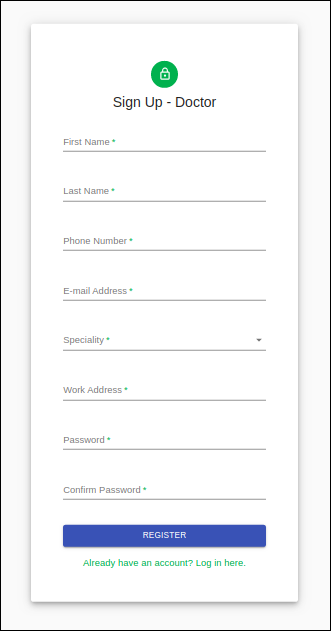 Sign Up - Doctor
First Name *
Last Name *
Phone Number *
E-mail Address *
Speciality *
Work Address *
Password *
Confirm Password *
REGISTER
Already have an account? Log in here.